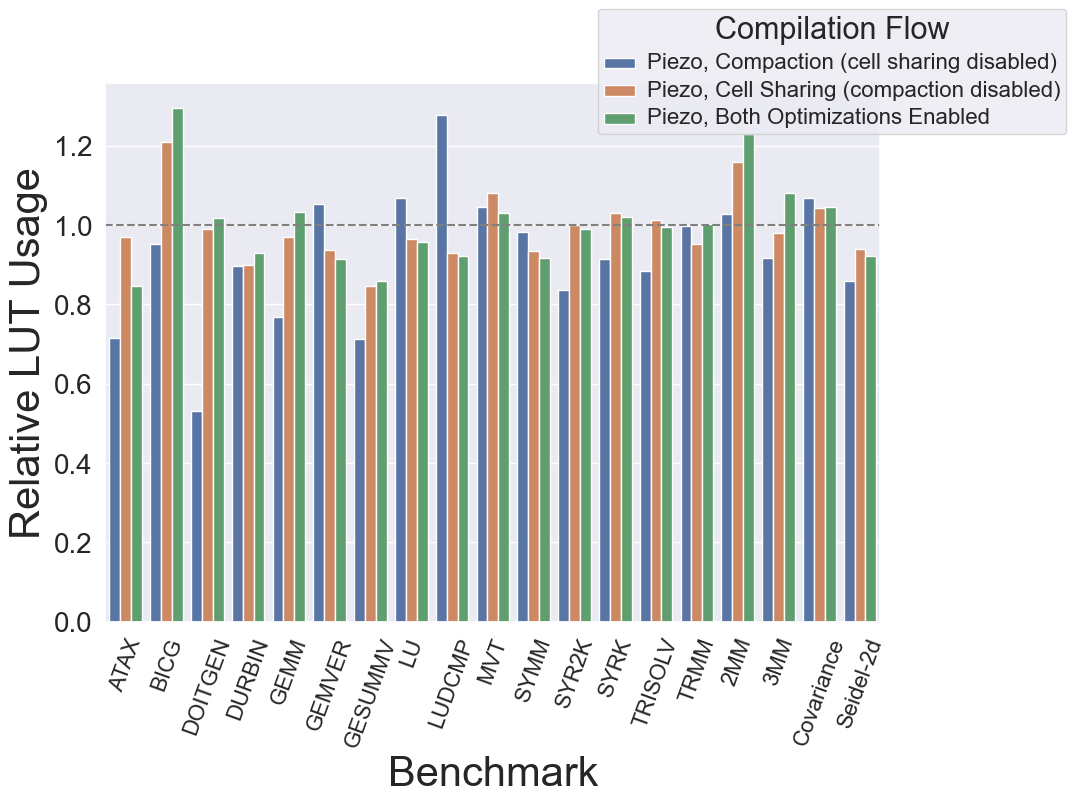 Compilation Flow
Piezo, Compaction (cell sharing disabled)
Piezo, Cell Sharing (compaction disabled)
Piezo, Both Optimizations Enabled
Relative LUT Usage
1.2
1.0
0.8
0.6
0.4
0.2
0.0
ATAX
BICG
DOITGEN
DURBIN
GEMM
GEMVER
GESUMMV
LU
LUDCMP
MVT
SYMM
SYR2K
SYRK
TRISOLV
TRMM
2MM
3MM
Covariance
Seidel-2d
Benchmark